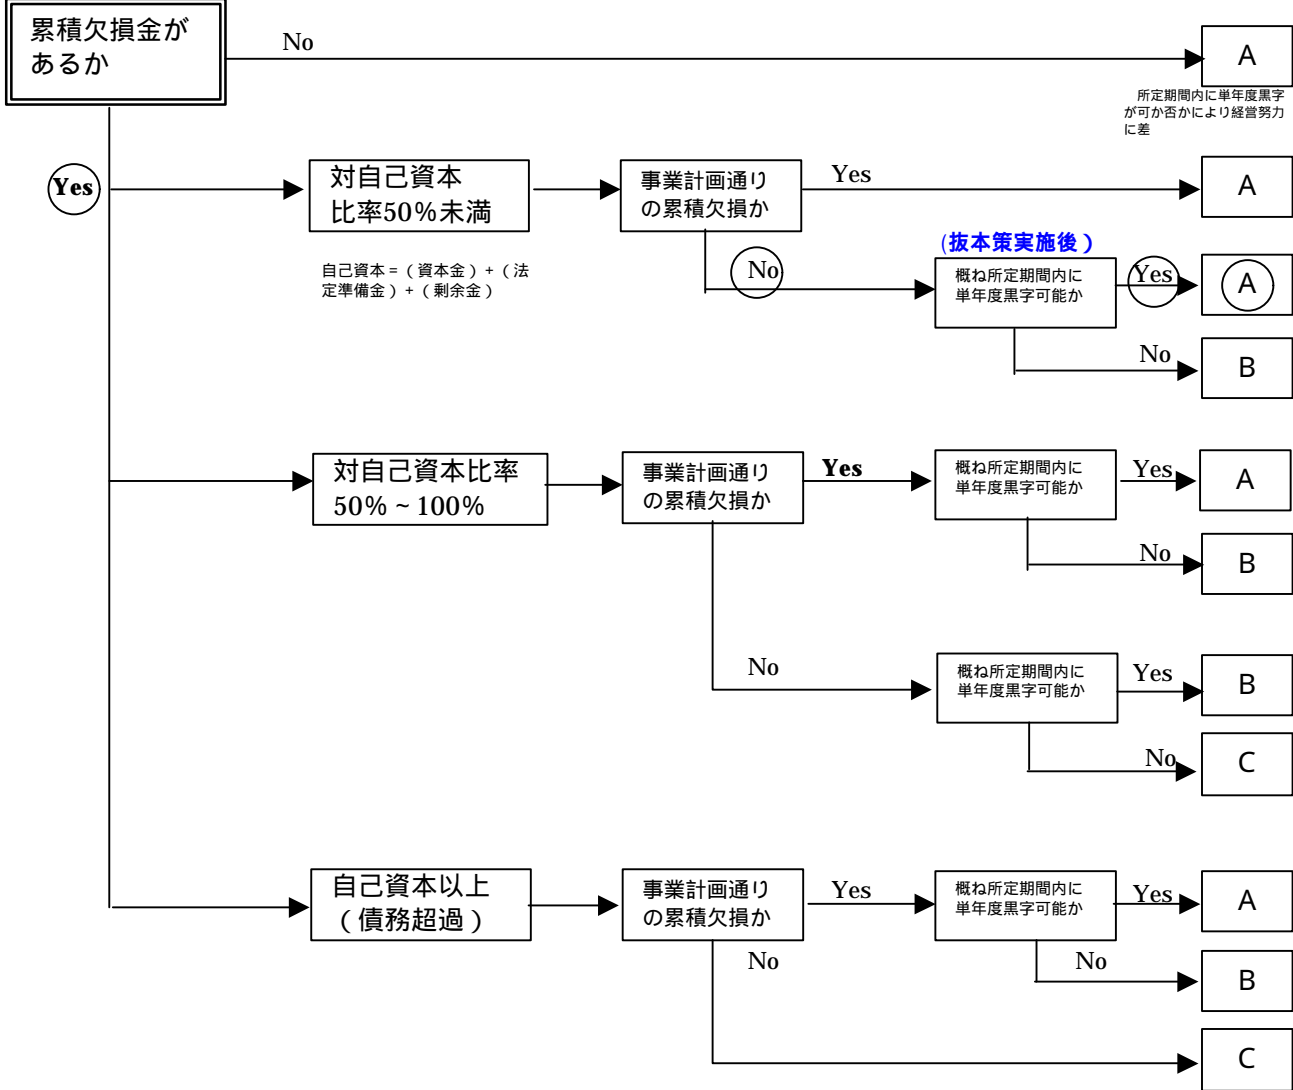 累積欠損金が
あるか
No
A
所定期間内に単年度黒字
が可か否かにより経営努力
に差
Yes
対自己資本
比率50％未満
事業計画通り
の累積欠損か
Yes
A
自己資本＝（資本金）＋（法
定準備金）＋（剰余金）
No
(抜本策実施後）
概ね所定期間内に
単年度黒字可能か
Yes
A
No
B
対自己資本比率
50％～100％
事業計画通り
の累積欠損か
Yes
概ね所定期間内に
単年度黒字可能か
Yes
A
No
B
No
概ね所定期間内に
単年度黒字可能か
Yes
B
No
C
自己資本以上
（債務超過）
事業計画通り
の累積欠損か
Yes
概ね所定期間内に
単年度黒字可能か
Yes
A
No
No
B
C